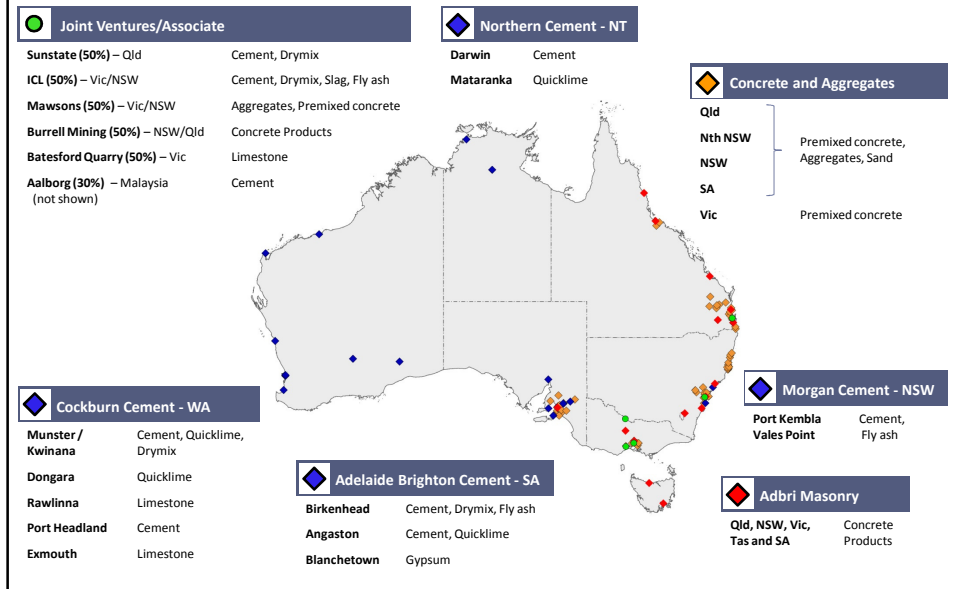 Joint Ventures/Associate
Sunstate (50%) – Qld Cement, Drymix
ICL (50%) – Vic/NSW Cement, Drymix, Slag, Fly ash
Mawsons (50%) – Vic/NSW Aggregates, Premixed concrete
Burrell Mining (50%) – NSW/Qld Concrete Products
Batesford Quarry (50%) – Vic Limestone
Aalborg (30%) – Malaysia Cement
(not shown)
Northern Cement - NT
Darwin Cement
Mataranka Quicklime
Concrete and Aggregates
Qld
Nth NSW
NSW
SA
Premixed concrete,
Aggregates, Sand
Vic Premixed concrete
Cockburn Cement - WA
Munster / Cement, Quicklime,
Kwinana Drymix
Dongara Quicklime
Rawlinna Limestone
Port Headland Cement
Exmouth Limestone
Adelaide Brighton Cement - SA
Birkenhead Cement, Drymix, Fly ash
Angaston Cement, Quicklime
Blanchetown Gypsum
Morgan Cement - NSW
Port Kembla Cement,
Vales Point Fly ash
Adbri Masonry
Qld, NSW, Vic, Concrete
Tas and SA Products